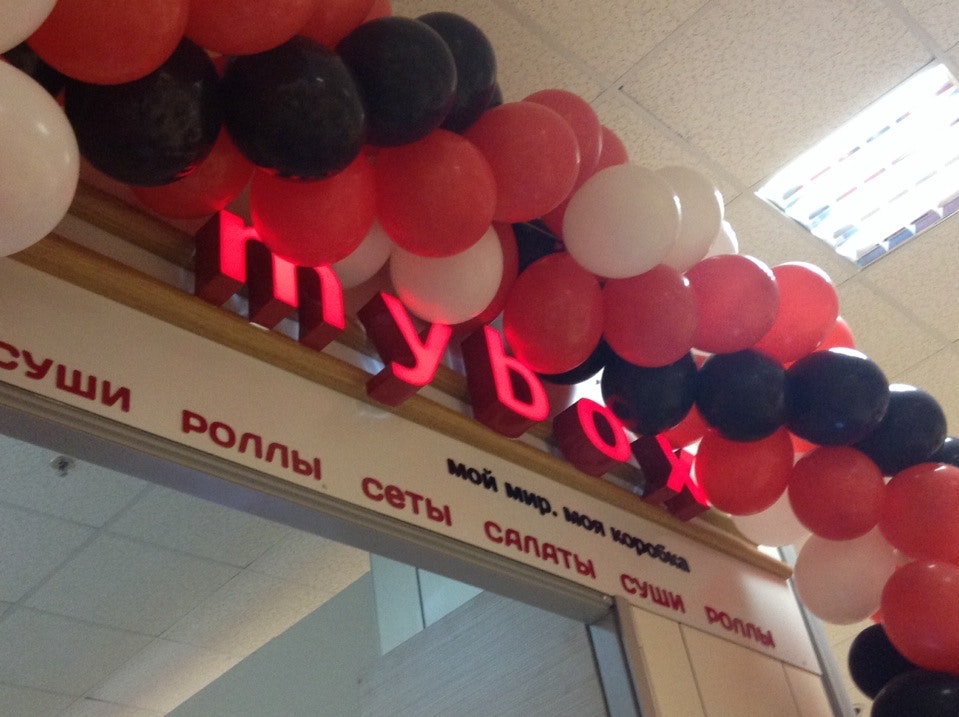 mybox
мой мир. моя коробка
суши роллы сеты салаты суши роллы